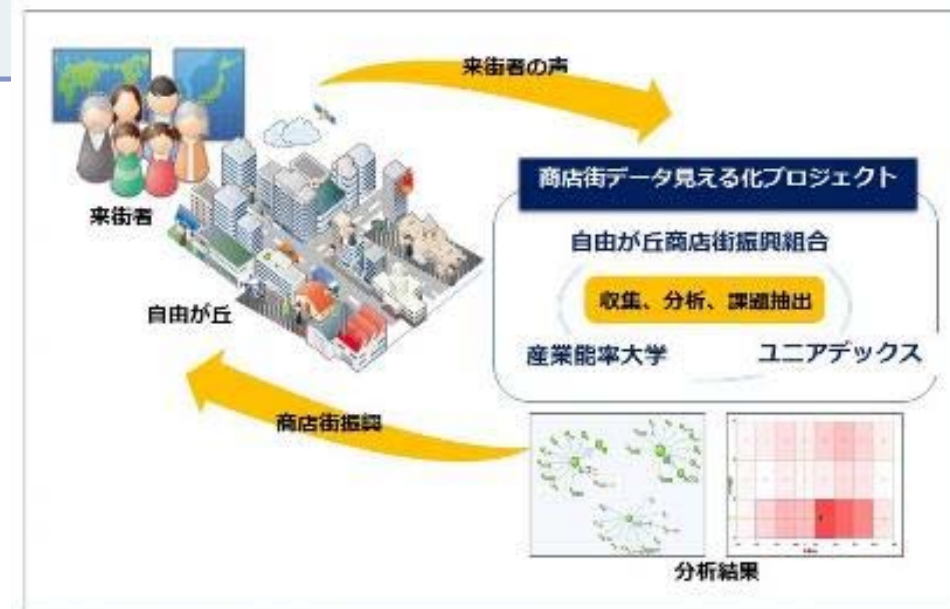 来街者の声
来街者
自由が丘
商店街データ見える化プロジェクト
自由が丘商店街振興組合
収集、分析、課題抽出
産業能率大学
ユニアデックス
商店街振興
分析結果